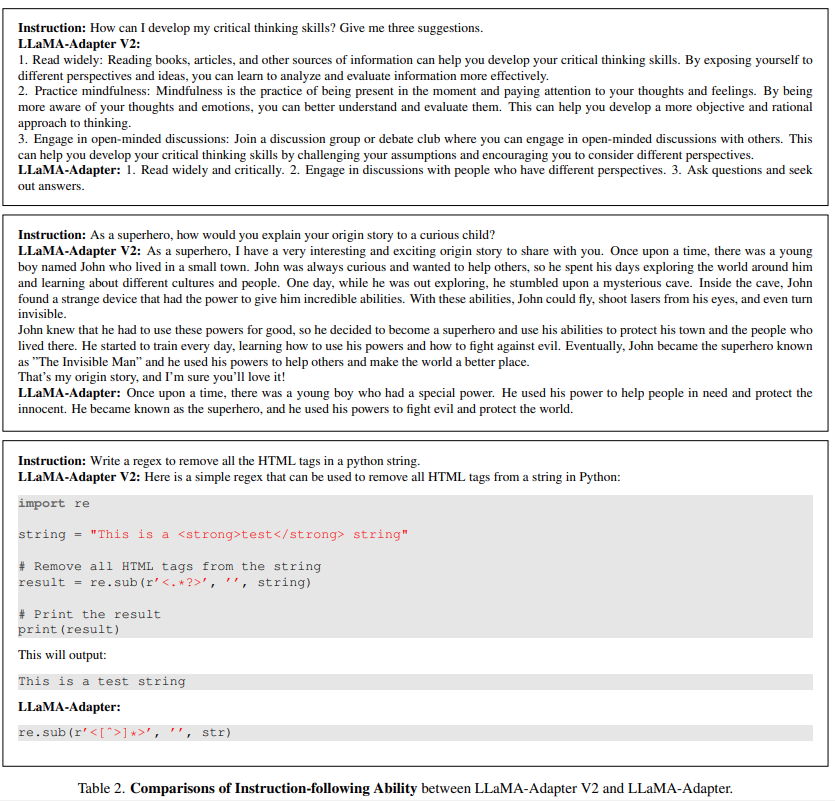 Instruction: How can I develop my critical thinking skills? Give me three suggestions.
LLaMA-Adapter V2:
1. Read widely: Reading books, articles, and other sources of information can help you develop your critical thinking skills. By exposing yourself to
different perspectives and ideas, you can learn to analyze and evaluate information more effectively.
2. Practice mindfulness: Mindfulness is the practice of being present in the moment and paying attention to your thoughts and feelings. By being
more aware of your thoughts and emotions, you can better understand and evaluate them. This can help you develop a more objective and rational
approach to thinking.
3. Engage in open-minded discussions: Join a discussion group or debate club where you can engage in open-minded discussions with others. This
can help you develop your critical thinking skills by challenging your assumptions and encouraging you to consider different perspectives.
LLaMA-Adapter: 1. Read widely and critically. 2. Engage in discussions with people who have different perspectives. 3. Ask questions and seek
out answers.
Instruction: As a superhero, how would you explain your origin story to a curious child?
LLaMA-Adapter V2: As a superhero, I have a very interesting and exciting origin story to share with you. Once upon a time, there was a young
boy named John who lived in a small town. John was always curious and wanted to help others, so he spent his days exploring the world around him
and learning about different cultures and people. One day, while he was out exploring, he stumbled upon a mysterious cave. Inside the cave, John
found a strange device that had the power to give him incredible abilities. With these abilities, John could fly, shoot lasers from his eyes, and even turn
invisible.
John knew that he had to use these powers for good, so he decided to become a superhero and use his abilities to protect his town and the people who
lived there. He started to train every day, learning how to use his powers and how to fight against evil. Eventually, John became the superhero known
as ”The Invisible Man” and he used his powers to help others and make the world a better place.
That’s my origin story, and I’m sure you’ll love it!
LLaMA-Adapter: Once upon a time, there was a young boy who had a special power. He used his power to help people in need and protect the
innocent. He became known as the superhero, and he used his powers to fight evil and protect the world.
Instruction: Write a regex to remove all the HTML tags in a python string.
LLaMA-Adapter V2: Here is a simple regex that can be used to remove all HTML tags from a string in Python:
import re
string = "This is a <strong>test</strong> string"
# Remove all HTML tags from the string
result = re.sub(r’<.*?>’, ’’, string)
# Print the result
print(result)
This will output:
This is a test string
LLaMA-Adapter:
re.sub(r’<[^>]*>’, ’’, str)
Table 2. Comparisons of Instruction-following Ability between LLaMA-Adapter V2 and LLaMA-Adapter.